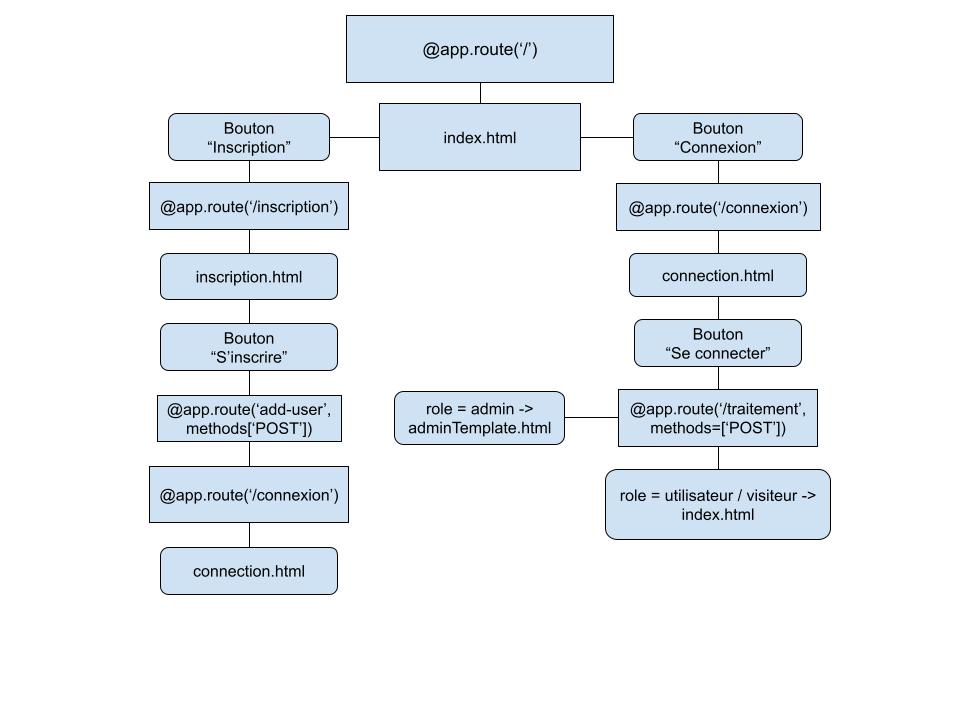 @app.route(‘/’)
index.html
Bouton
“Inscription”
@app.route(‘/inscription’)
inscription.html
Bouton
“S’inscrire”
@app.route(‘add-user’,
methods[‘POST’])
@app.route(‘/connexion’)
connection.html
Bouton
“Connexion”
@app.route(‘/connexion’)
connection.html
Bouton
“Se connecter”
@app.route(‘/traitement’,
methods=[‘POST’])
role = admin ->
adminTemplate.html
role = utilisateur / visiteur ->
index.html